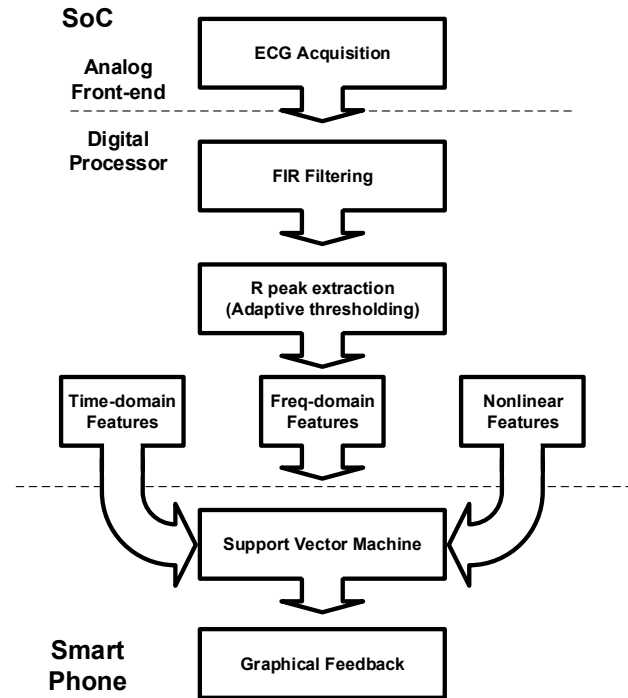 SoC
ECG Acquisition
Analog
Front-end
Digital
Processor
FIR Filtering
R peak extraction
(Adaptive thresholding)
Time-domain
Features
Freq-domain
Features
Nonlinear
Features
Support Vector Machine
Graphical Feedback
Smart
Phone